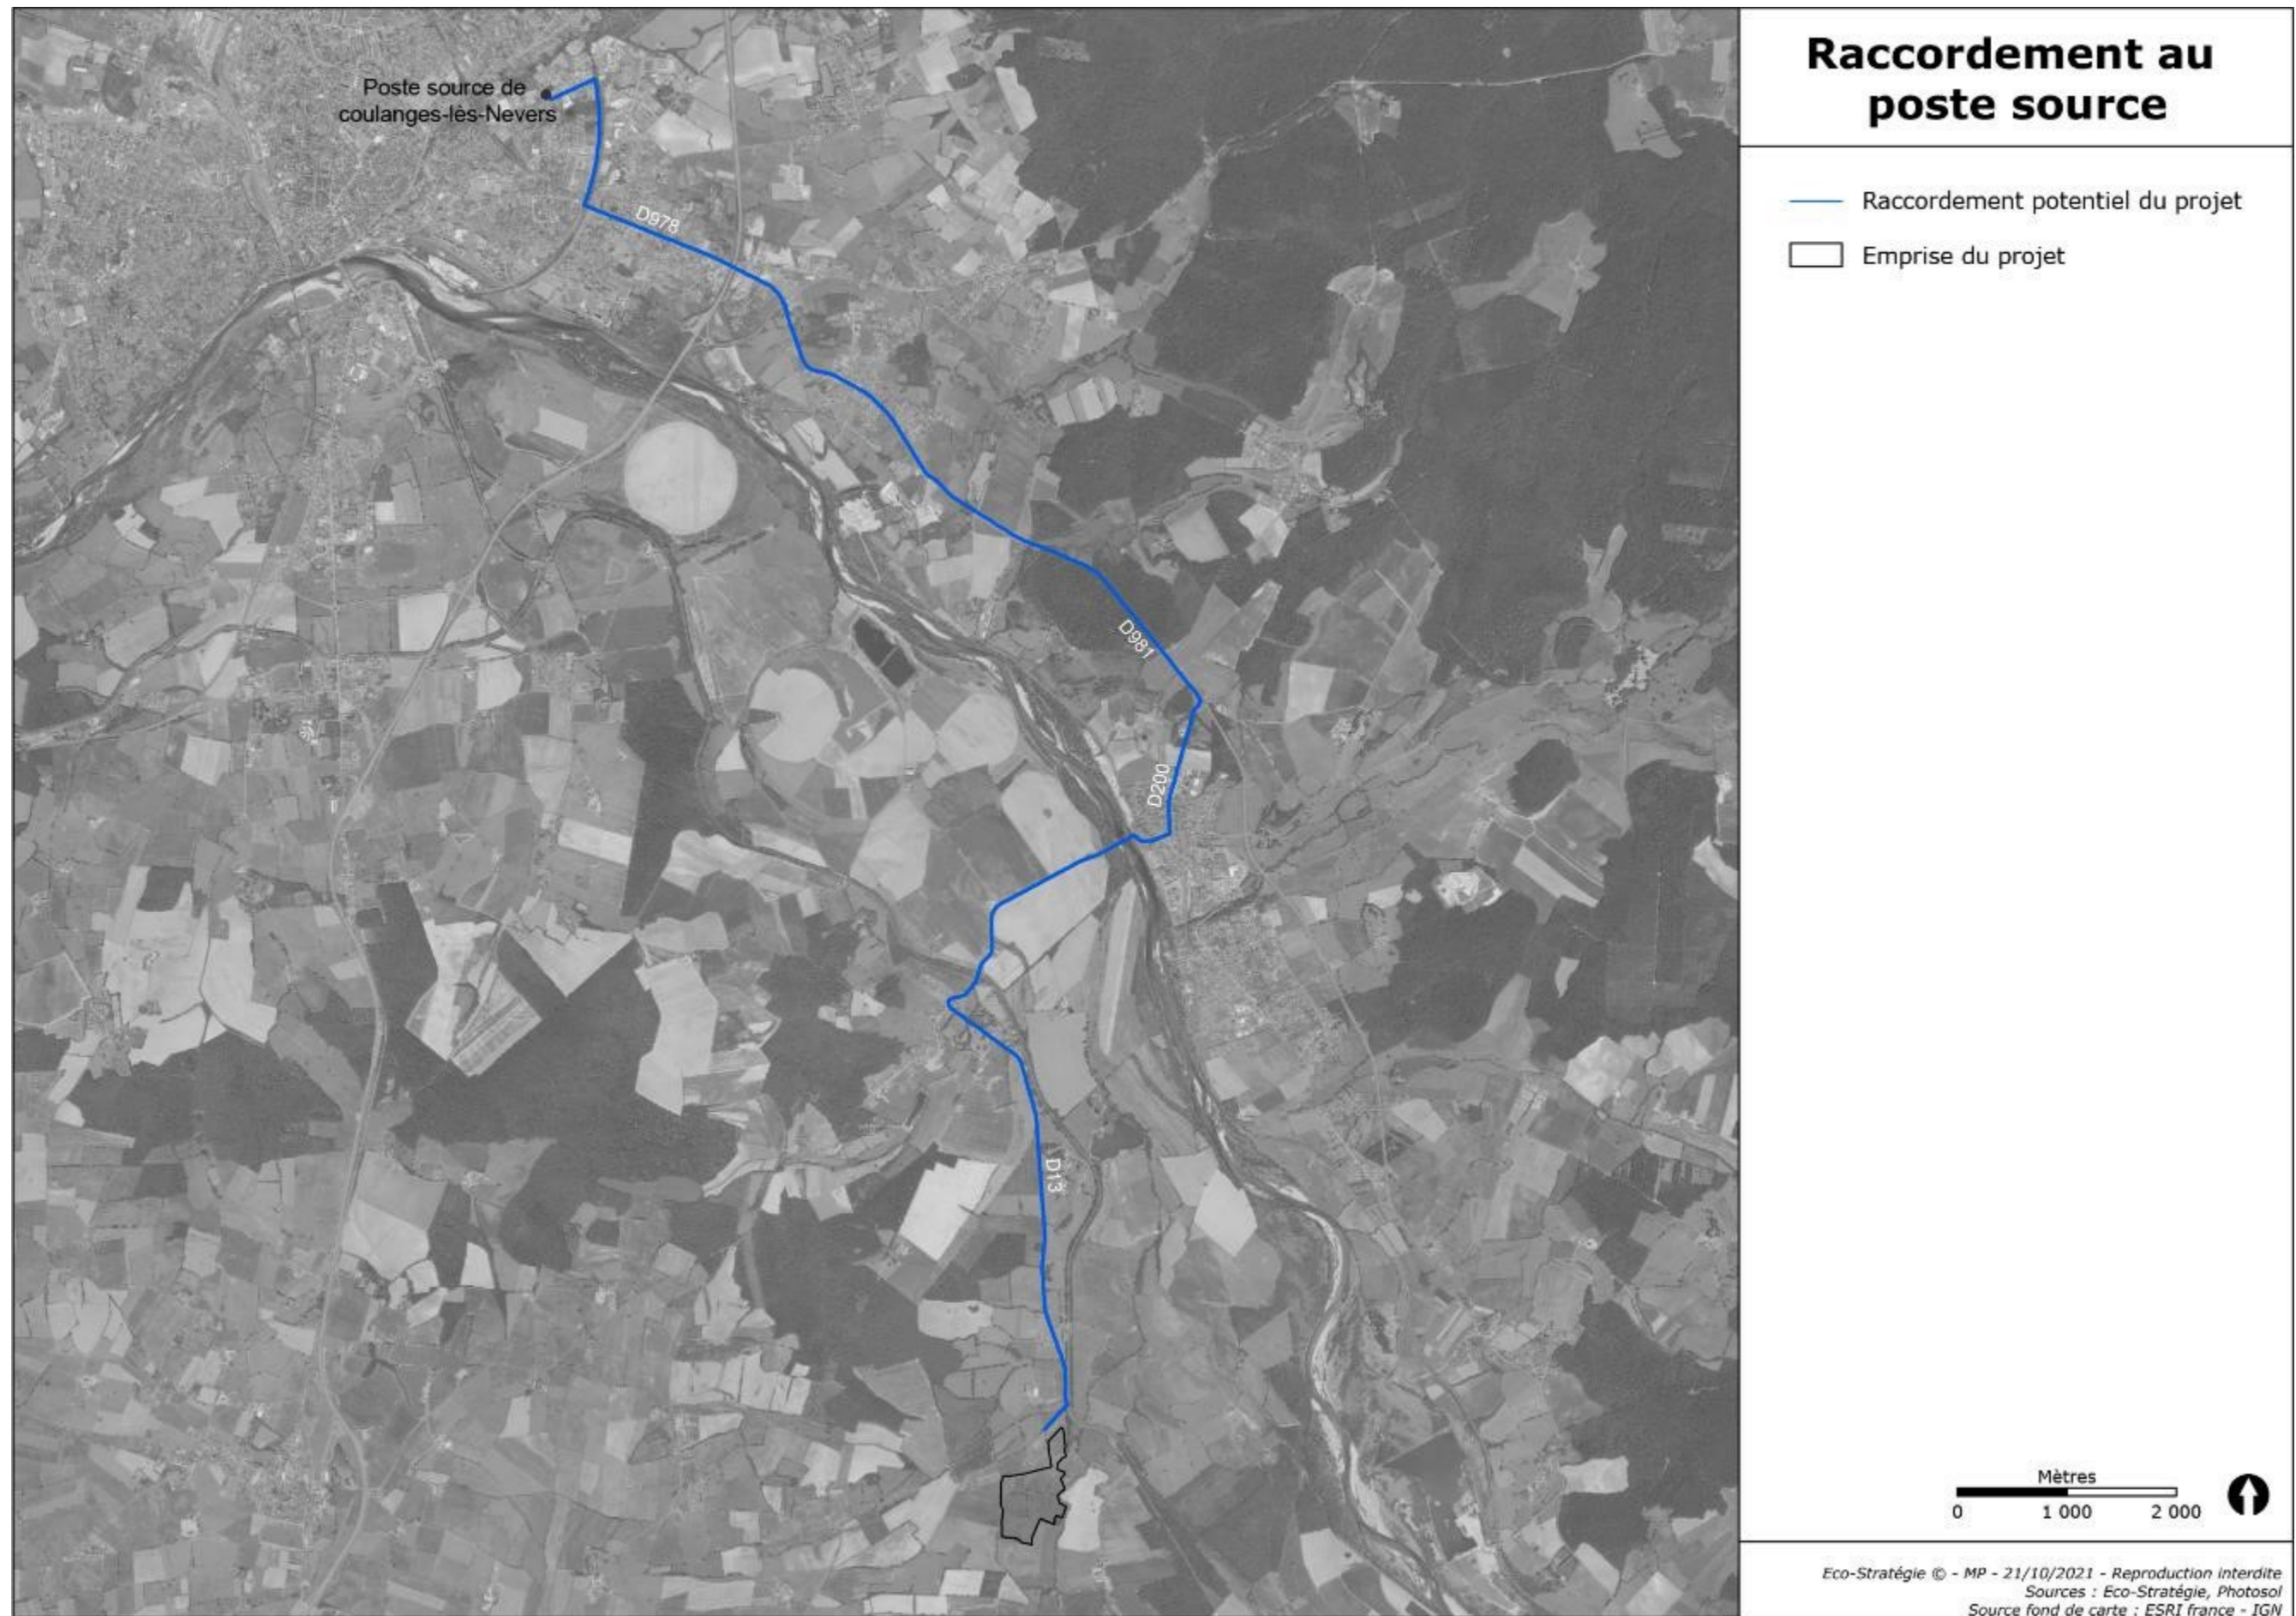 Raccordement au
poste source
Poste source de
coulanges-lès-Nevers
D978
D981
D200
D13
Raccordement potentiel du projet
Emprise du projet
Mètres
0 1 000 2 000
Eco-Stratégie © - MP - 21/10/2021 - Reproduction interdite
Sources : Eco-Stratégie, Photosol
Source fond de carte : ESRI france - IGN